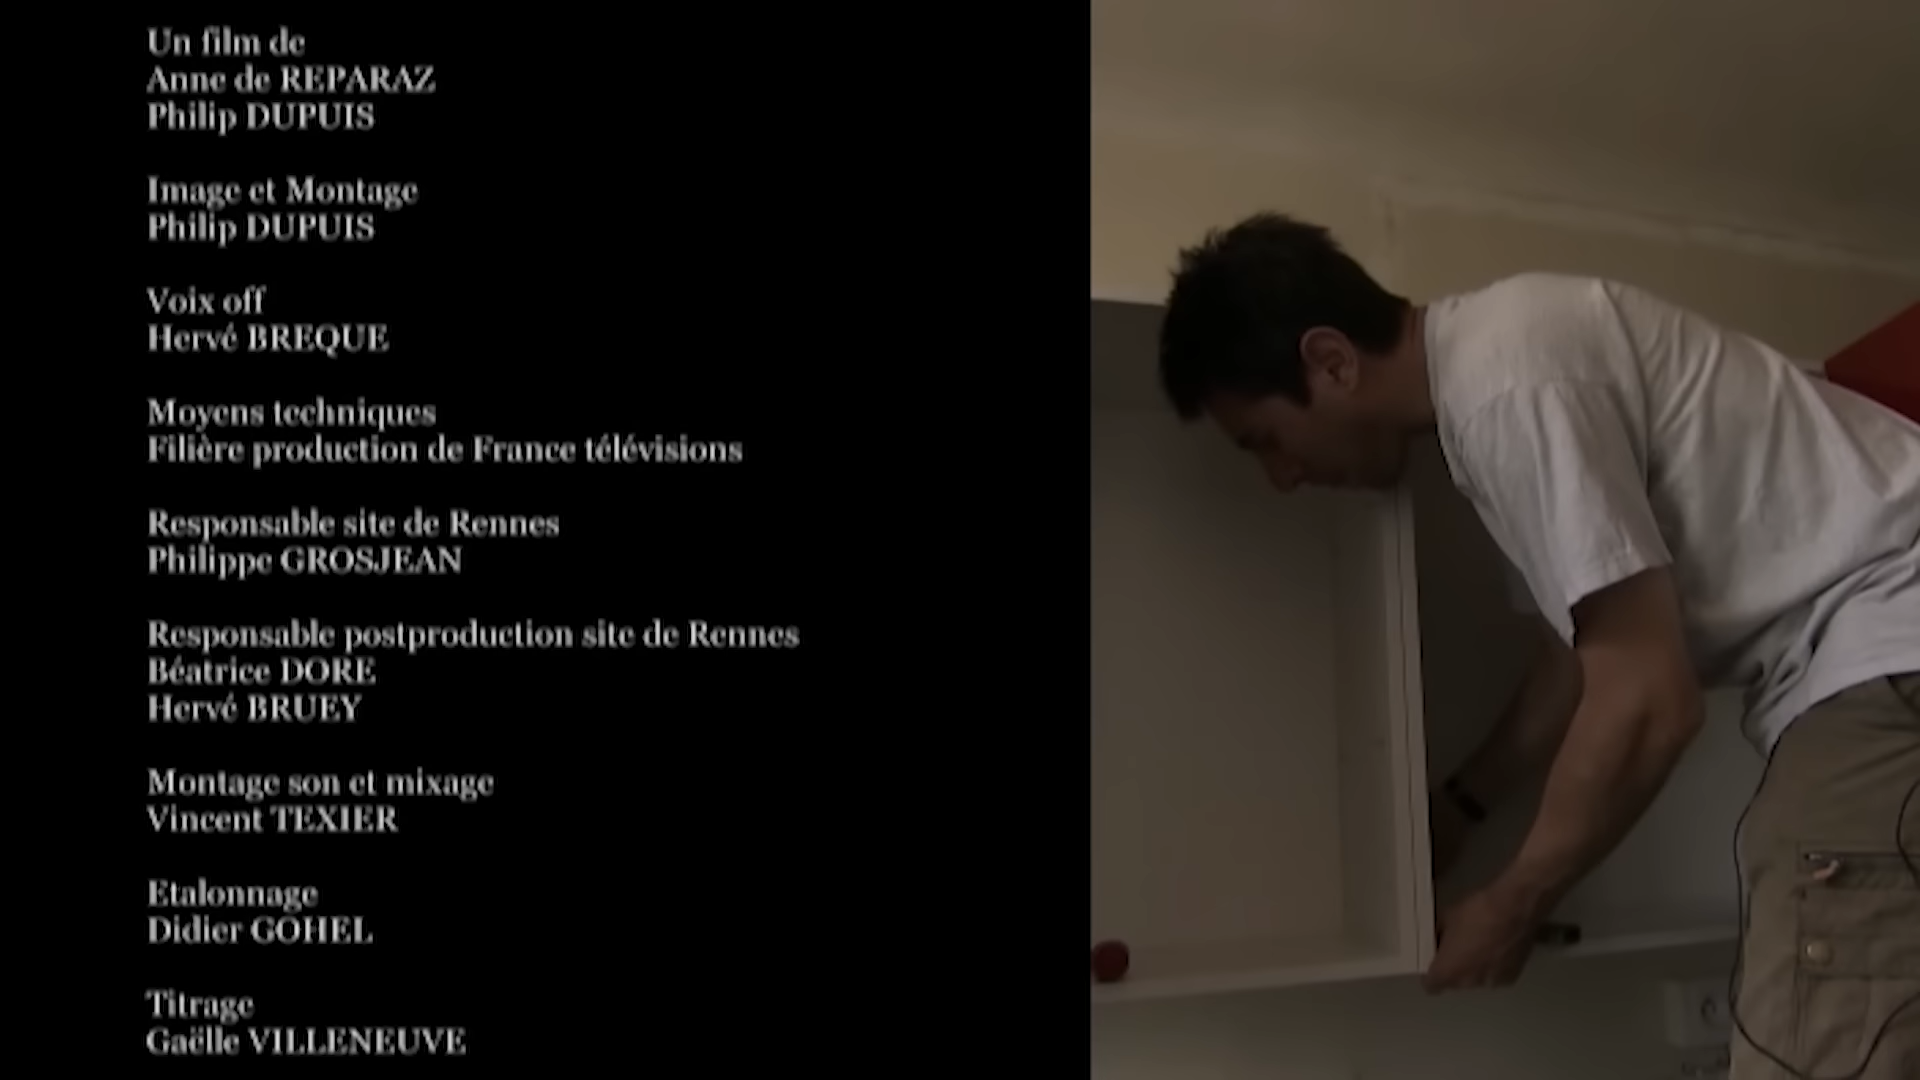 Un film de
Anne de REPARAZ
Philip DUPUIS
Image et Montage
Philip DUPUIS
Voix off
Hervé BREQUE
Moyens techniques
Filière production de France télévisions
Responsable site de Rennes
Philippe GROSJEAN
Responsable postproduction site de Rennes
Béatrice DORE
Hervé BRUEY
Montage son et mixage
Vincent TEXIER
Etalonnage
Didier GOHEL
Titrage
Gaëlle VILLENEUVE